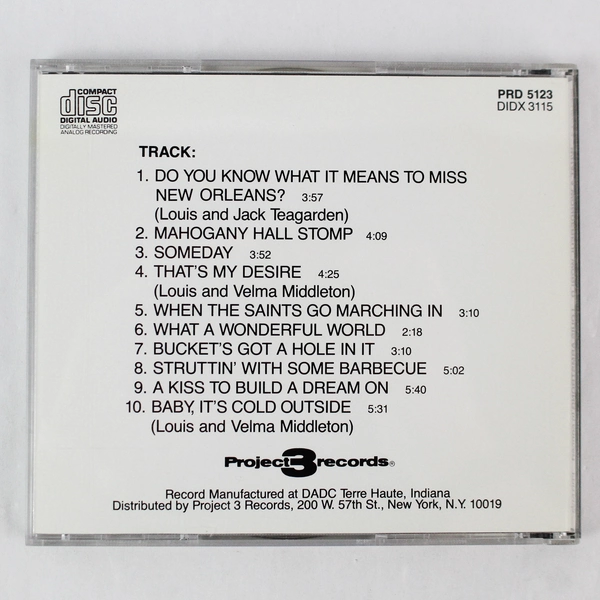 COMPACT
disc
DIGITAL AUDIO
DIGITALLY MASTERED
ANALOG RECORDING
PRD 5123
DIDX 3115
TRACK:
1. DO YOU KNOW WHAT IT MEANS TO MISS
NEW ORLEANS? 3:57
(Louis and Jack Teagarden)
2. MAHOGANY HALL STOMP 4:09
3. SOMEDAY 3:52
4. THAT'S MY DESIRE 4:25
(Louis and Velma Middleton)
5. WHEN THE SAINTS GO MARCHING IN 3:10
6. WHAT A WONDERFUL WORLD 2:18
7. BUCKET'S GOT A HOLE IN IT 3:10
8. STRUTTIN' WITH SOME BARBECUE 5:02
9. A KISS TO BUILD A DREAM ON 5:40
10. BABY, IT'S COLD OUTSIDE 5:31
(Louis and Velma Middleton)
Project 3 records®
Record Manufactured at DADC Terre Haute, Indiana
Distributed by Project 3 Records, 200 W. 57th St., New York, N.Y. 10019